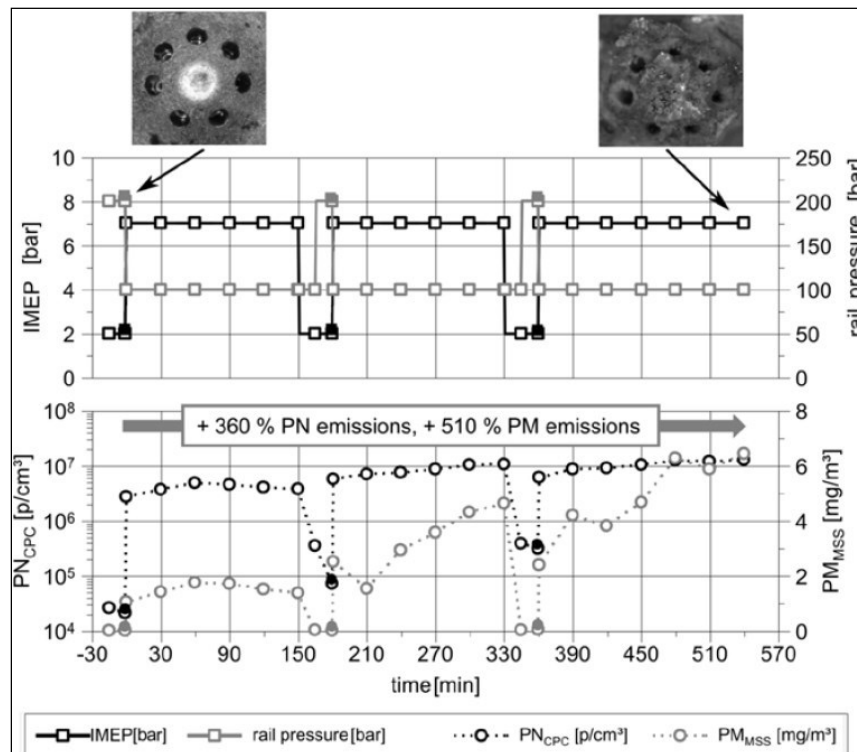 10
8
6
4
2
0
IMEP [bar]
250
200
150
100
50
0
rail pressure [bar]
+ 360 % PN emissions, + 510 % PM emissions
10⁸
10⁷
10⁶
10⁵
10⁴
PN_CPC [p/cm³]
8
6
4
2
0
PM_MSS [mg/m³]
-30 30 90 150 210 270 330 390 450 510 570
time[min]
IMEP[bar] rail pressure[bar] PN_CPC [p/cm³] PM_MSS [mg/m³]